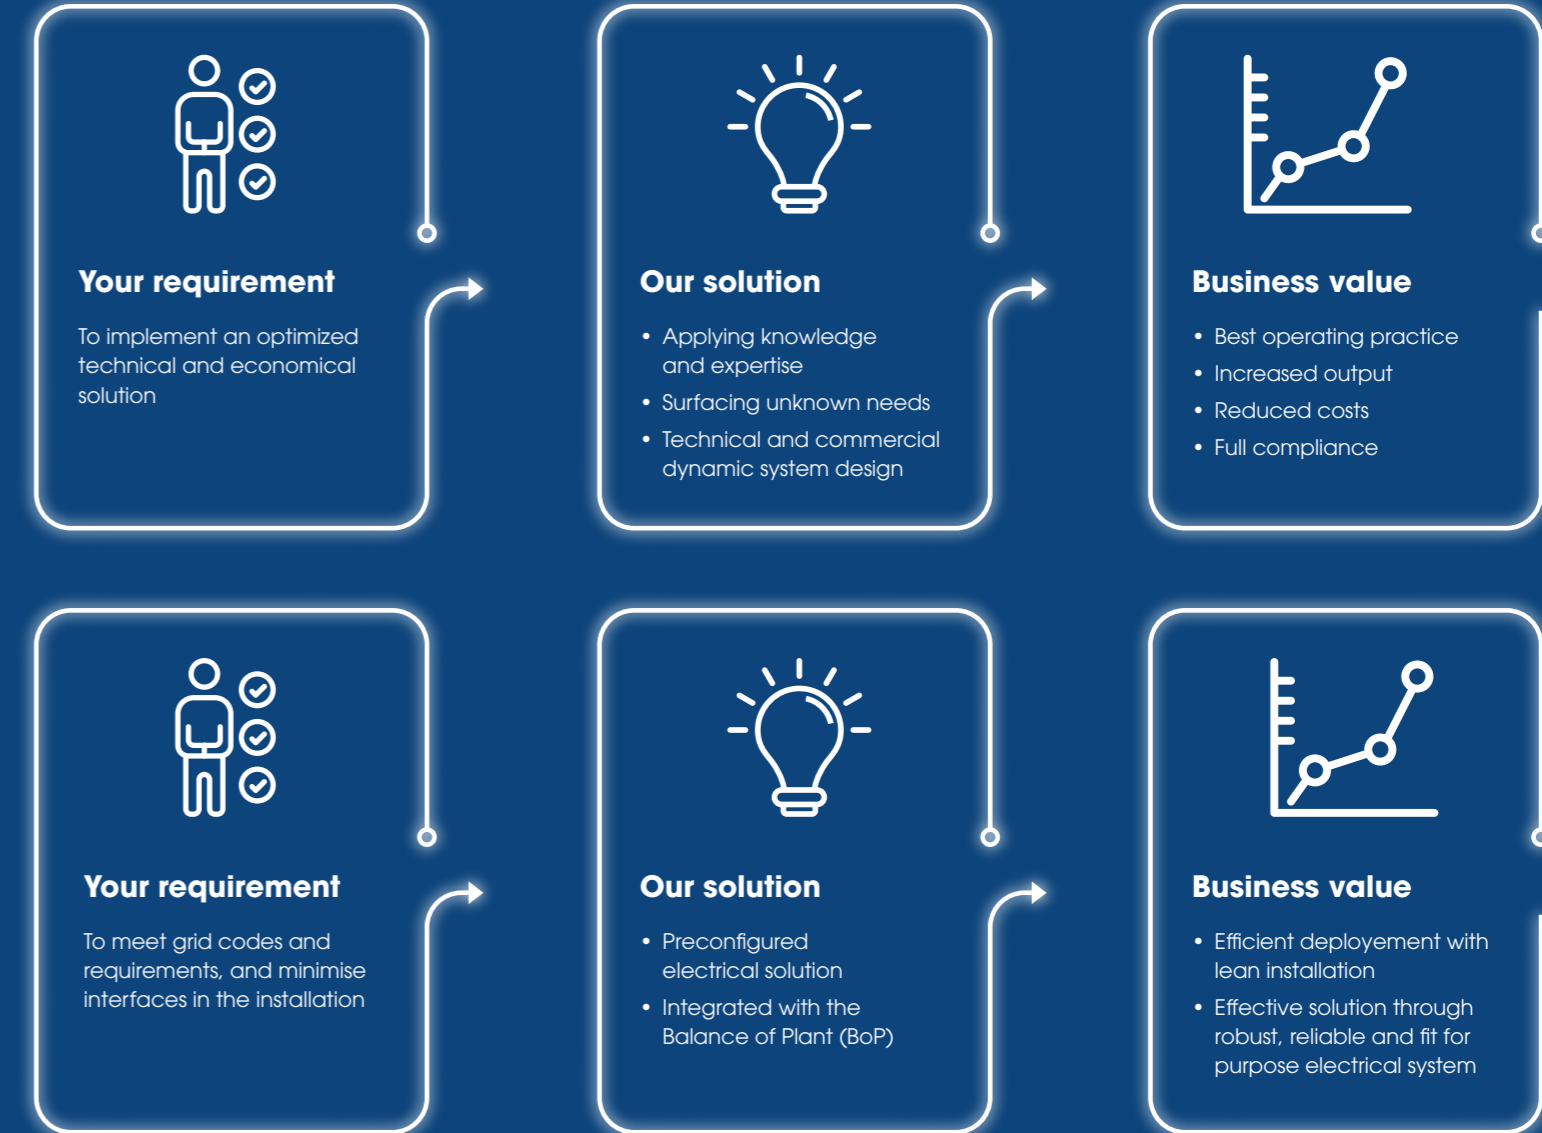 Your requirement
To implement an optimized
technical and economical
solution
Our solution
• Applying knowledge
and expertise
• Surfacing unknown needs
• Technical and commercial
dynamic system design
Business value
• Best operating practice
• Increased output
• Reduced costs
• Full compliance
Your requirement
To meet grid codes and
requirements, and minimise
interfaces in the installation
Our solution
• Preconfigured
electrical solution
• Integrated with the
Balance of Plant (BoP)
Business value
• Efficient deployement with
lean installation
• Effective solution through
robust, reliable and fit for
purpose electrical system